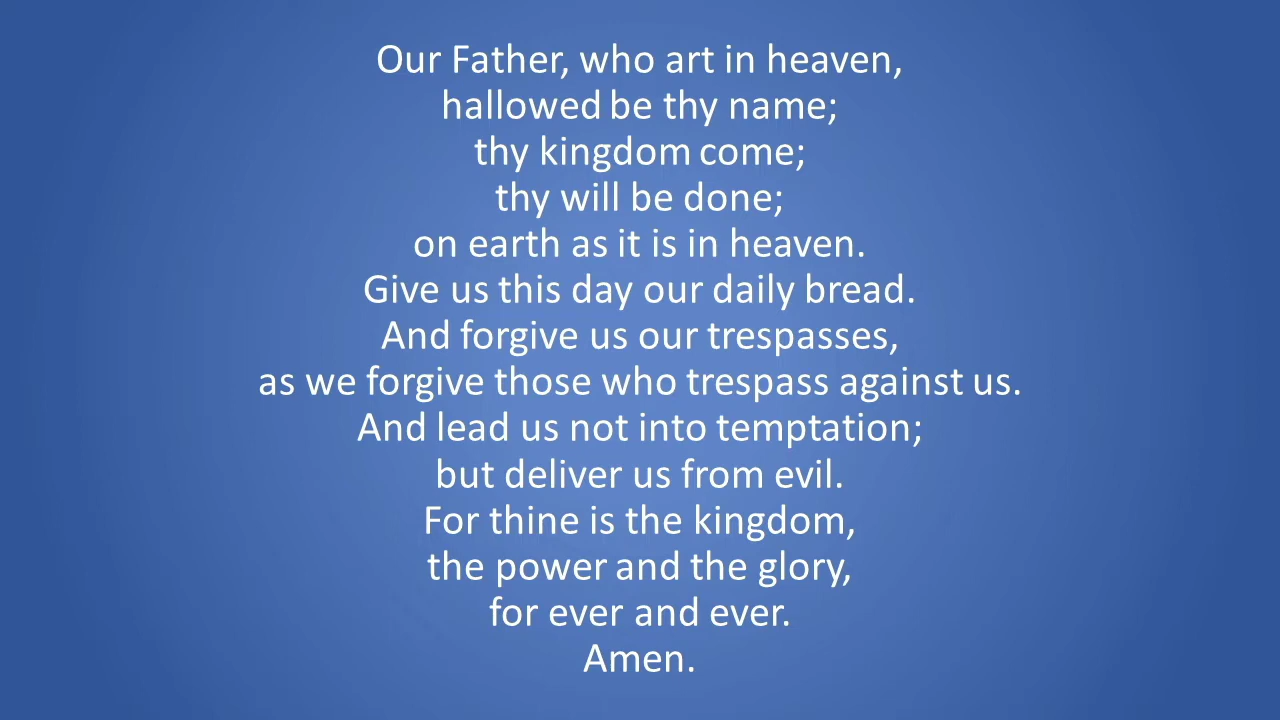 Our Father, who art in heaven,
hallowed be thy name;
thy kingdom come;
thy will be done;
on earth as it is in heaven.
Give us this day our daily bread.
And forgive us our trespasses,
as we forgive those who trespass against us.
And lead us not into temptation;
but deliver us from evil.
For thine is the kingdom,
the power and the glory,
for ever and ever.
Amen.